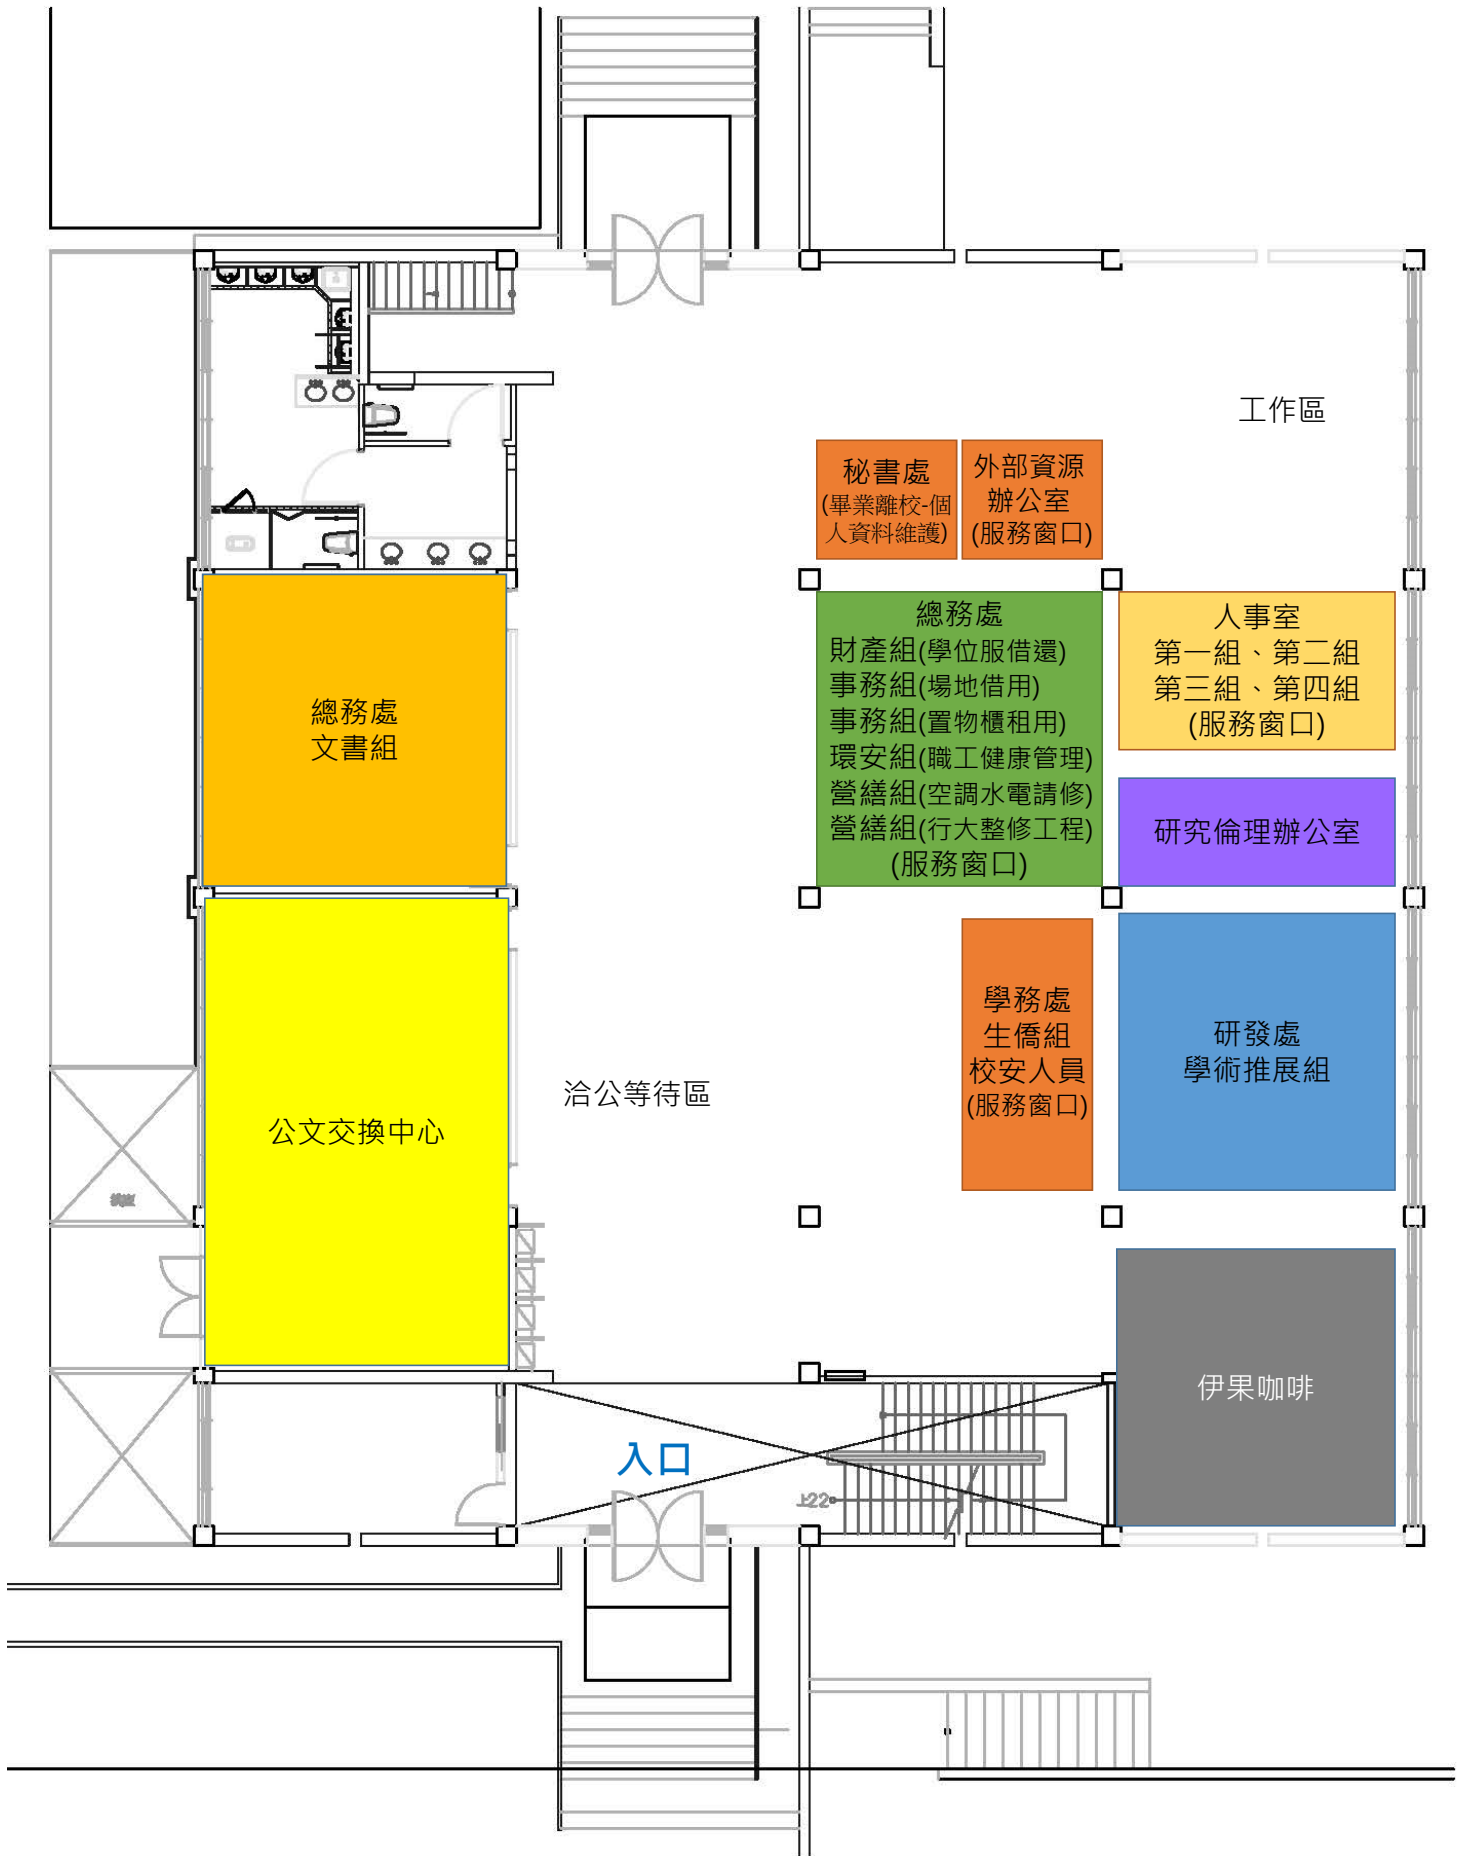 工作區
秘書處
(畢業離校-個
人資料維護)
外部資源
辦公室
(服務窗口)
總務處
文書組
總務處
財產組(學位服借還)
事務組(場地借用)
事務組(置物櫃租用)
環安組(職工健康管理)
營繕組(空調水電請修)
營繕組(行大整修工程)
(服務窗口)
人事室
第一組、第二組
第三組、第四組
(服務窗口)
研究倫理辦公室
公文交換中心
洽公等待區
學務處
生僑組
校安人員
(服務窗口)
研發處
學術推展組
伊果咖啡
入口
上22